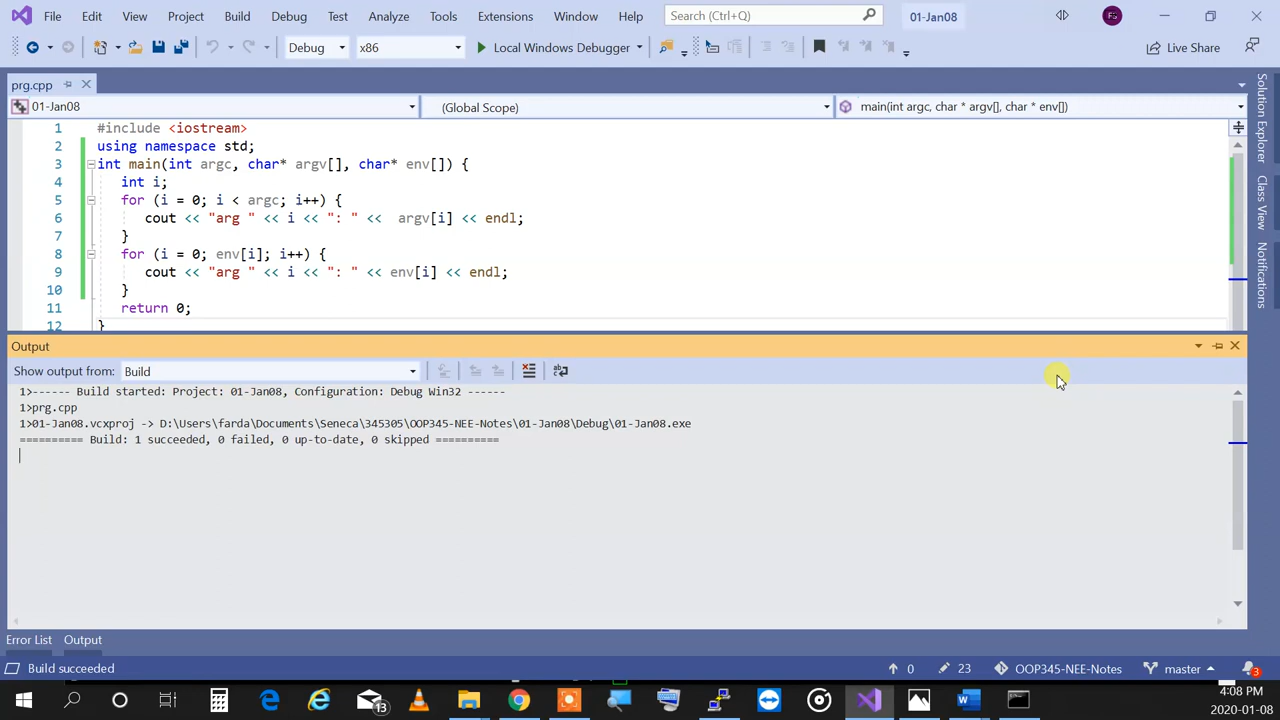 File Edit View Project Build Debug Test Analyze Tools Extensions Window Help Search (Ctrl+Q) 01-Jan08
Debug x86 Local Windows Debugger Live Share
prg.cpp
01-Jan08 (Global Scope) main(int argc, char * argv[], char * env[])
1 #include <iostream>
2 using namespace std;
3 int main(int argc, char* argv[], char* env[]) {
4 int i;
5 for (i = 0; i < argc; i++) {
6 cout << "arg " << i << ": " <<  argv[i] << endl;
7 }
8 for (i = 0; env[i]; i++) {
9 cout << "arg " << i << ": " << env[i] << endl;
10 }
11 return 0;
12 }
Solution Explorer
Class View
Notifications
Output
Show output from: Build
1>------ Build started: Project: 01-Jan08, Configuration: Debug Win32 ------
1>prg.cpp
1>01-Jan08.vcxproj -> D:\Users\farda\Documents\Seneca\345305\OOP345-NEE-Notes\01-Jan08\Debug\01-Jan08.exe
========== Build: 1 succeeded, 0 failed, 0 up-to-date, 0 skipped ==========
Error List Output
Build succeeded 0 23 OOP345-NEE-Notes master 3
13
4:08 PM
2020-01-08